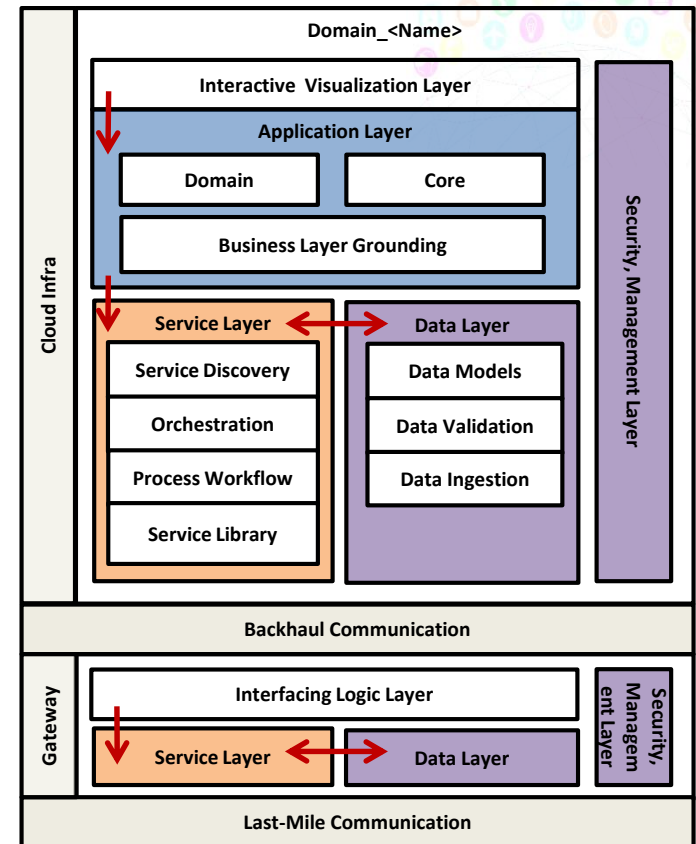 Domain_<Name>
Cloud Infra
Interactive Visualization Layer
Application Layer
Domain
Core
Business Layer Grounding
Service Layer
Service Discovery
Orchestration
Process Workflow
Service Library
Data Layer
Data Models
Data Validation
Data Ingestion
Security, Management Layer
Backhaul Communication
Gateway
Interfacing Logic Layer
Service Layer
Data Layer
Security,
Managem
ent Layer
Last-Mile Communication